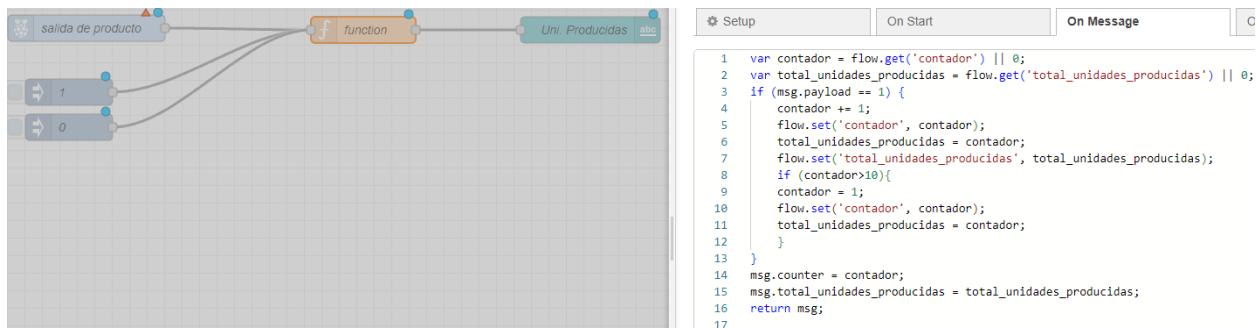 salida de producto
f function
Uni. Producidas abc
1
0
Setup
On Start
On Message
1 var contador = flow.get('contador') || 0;
2 var total_unidades_producidas = flow.get('total_unidades_producidas') || 0;
3 if (msg.payload == 1) {
4 contador += 1;
5 flow.set('contador', contador);
6 total_unidades_producidas = contador;
7 flow.set('total_unidades_producidas', total_unidades_producidas);
8 if (contador>10){
9 contador = 1;
10 flow.set('contador', contador);
11 total_unidades_producidas = contador;
12 }
13 }
14 msg.counter = contador;
15 msg.total_unidades_producidas = total_unidades_producidas;
16 return msg;
17